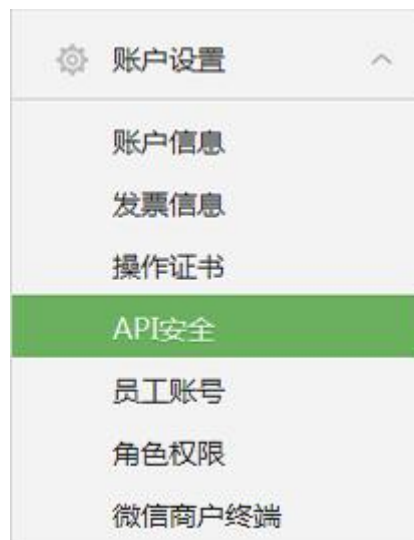 账户设置
账户信息
发票信息
操作证书
API安全
员工账号
角色权限
微信商户终端